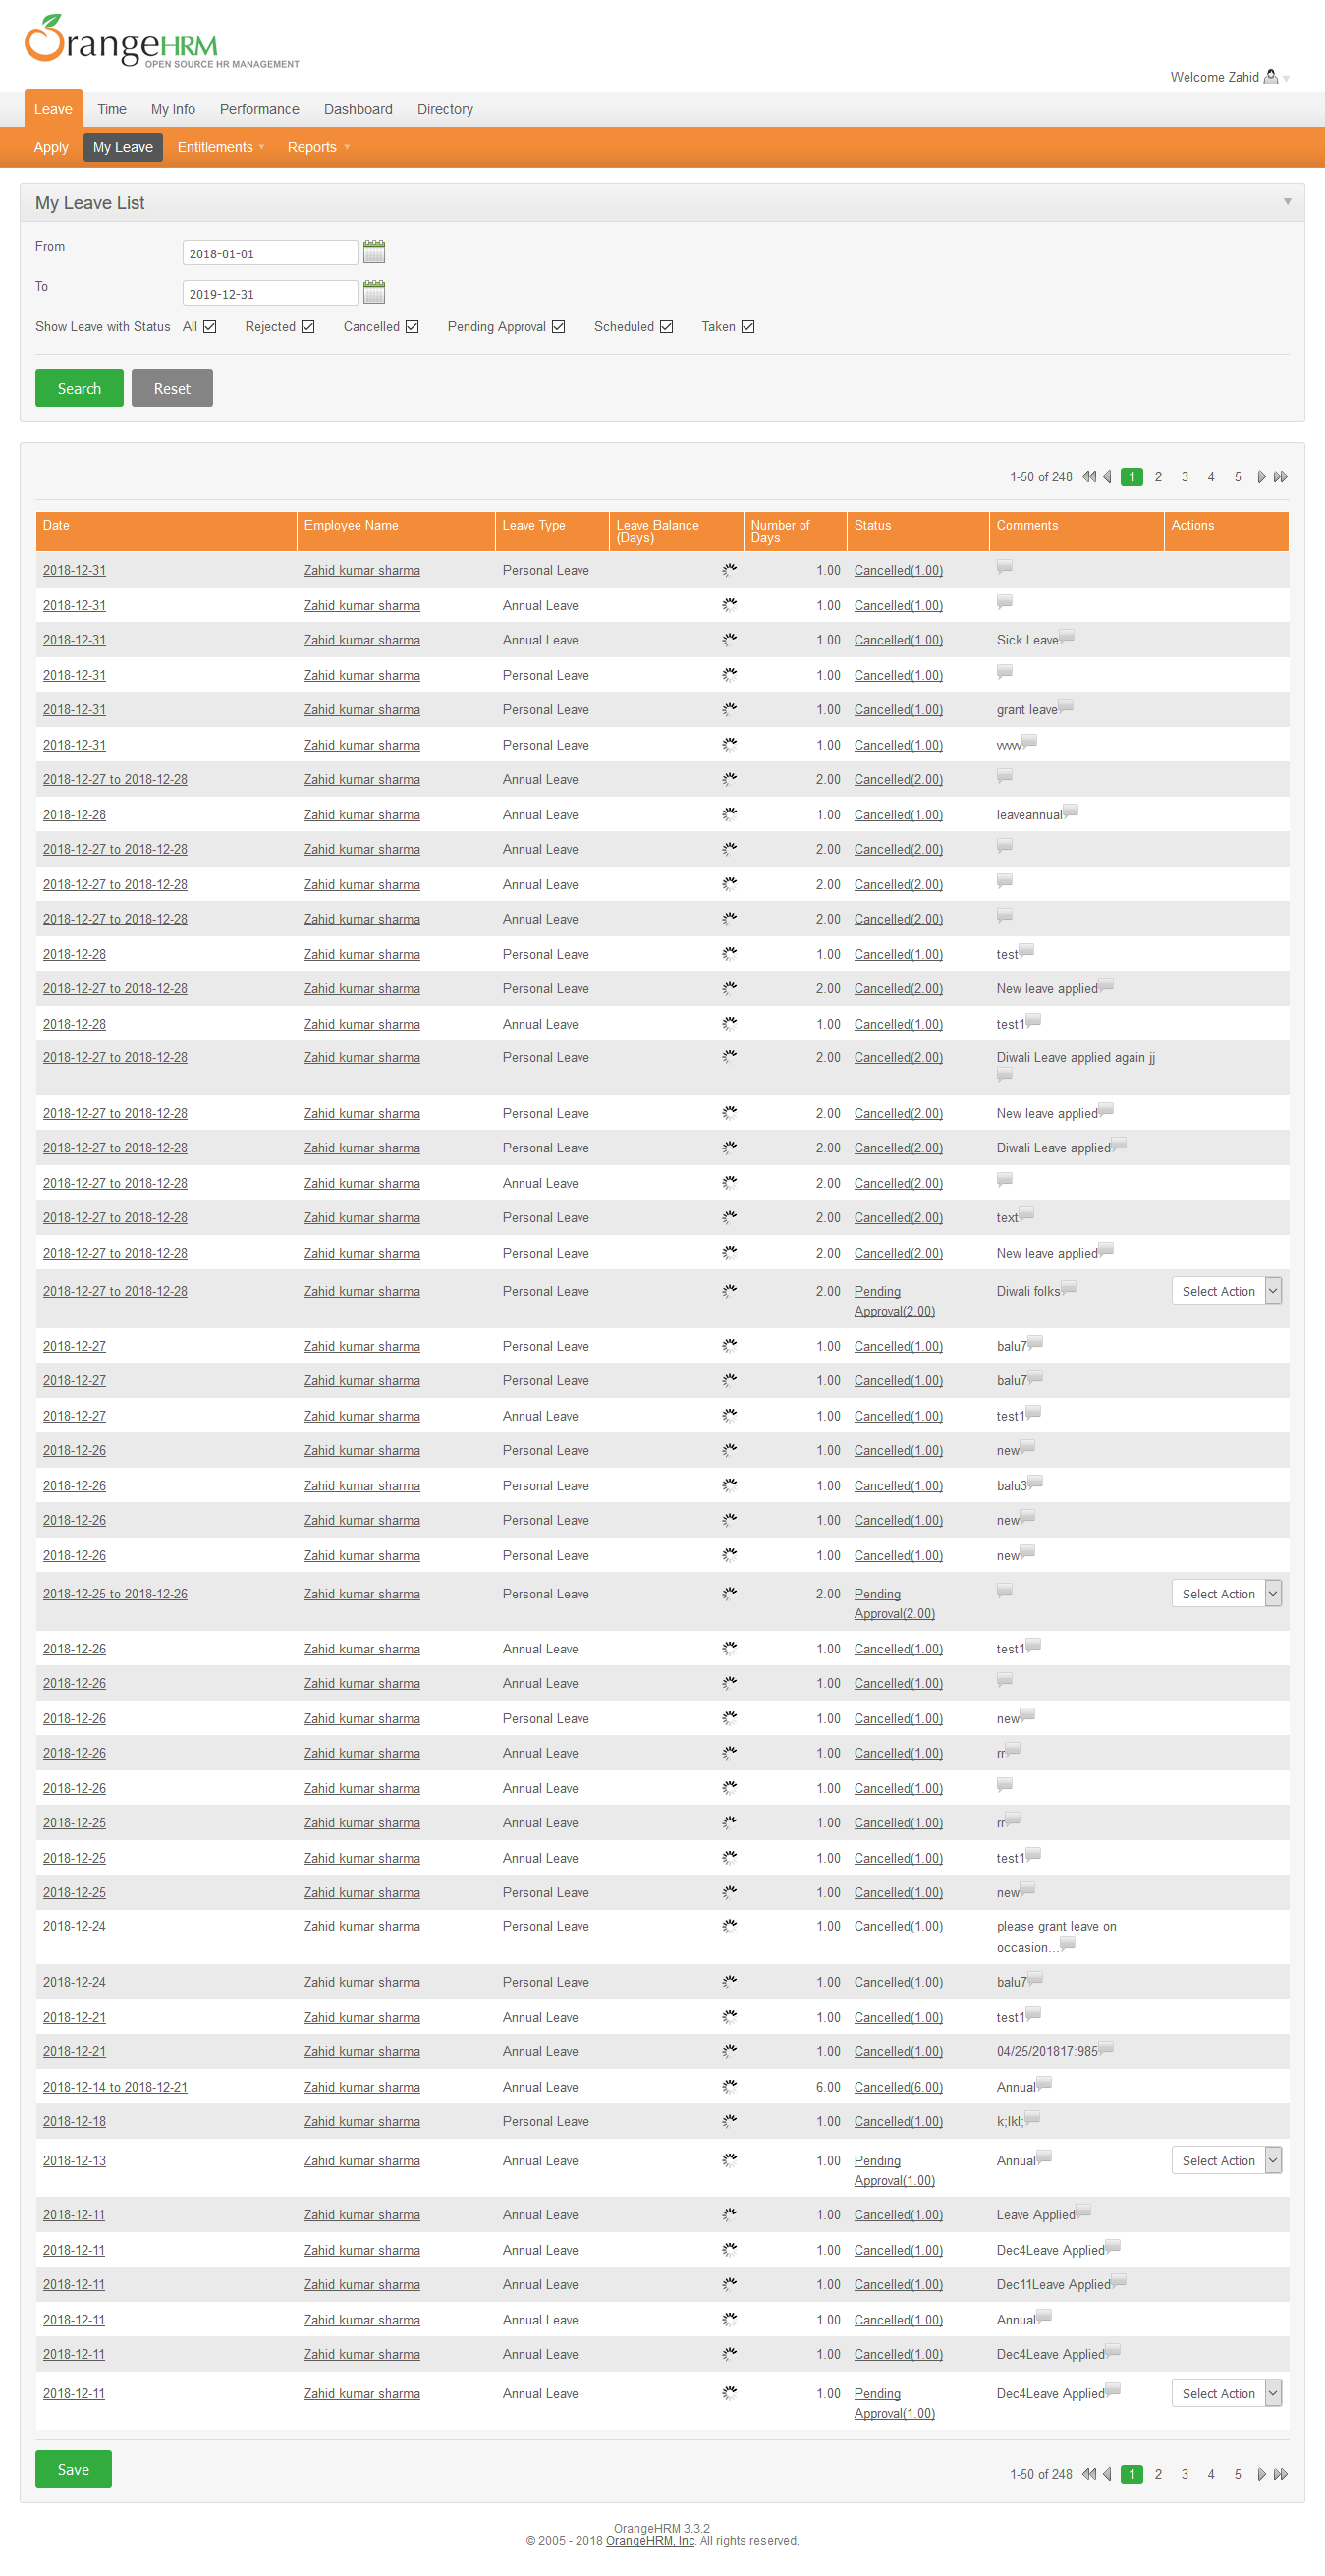 OrangeHRM
OPEN SOURCE HR MANAGEMENT
Welcome Zahid
Leave Time My Info Performance Dashboard Directory
Apply My Leave Entitlements Reports
My Leave List
From 2018-01-01
To 2019-12-31
Show Leave with Status All Rejected Cancelled Pending Approval Scheduled Taken
Search Reset
1-50 of 248 1 2 3 4 5
Date Employee Name Leave Type Leave Balance Number of Status Comments Actions
(Days) Days
2018-12-31 Zahid kumar sharma Personal Leave 1.00 Cancelled(1.00)
2018-12-31 Zahid kumar sharma Annual Leave 1.00 Cancelled(1.00)
2018-12-31 Zahid kumar sharma Annual Leave 1.00 Cancelled(1.00) Sick Leave
2018-12-31 Zahid kumar sharma Personal Leave 1.00 Cancelled(1.00)
2018-12-31 Zahid kumar sharma Personal Leave 1.00 Cancelled(1.00) grant leave
2018-12-31 Zahid kumar sharma Personal Leave 1.00 Cancelled(1.00)
2018-12-27 to 2018-12-28 Zahid kumar sharma Annual Leave 2.00 Cancelled(2.00)
2018-12-28 Zahid kumar sharma Annual Leave 1.00 Cancelled(1.00) leaveannual
2018-12-27 to 2018-12-28 Zahid kumar sharma Annual Leave 2.00 Cancelled(2.00)
2018-12-27 to 2018-12-28 Zahid kumar sharma Annual Leave 2.00 Cancelled(2.00)
2018-12-27 to 2018-12-28 Zahid kumar sharma Annual Leave 2.00 Cancelled(2.00)
2018-12-28 Zahid kumar sharma Personal Leave 1.00 Cancelled(1.00) test
2018-12-27 to 2018-12-28 Zahid kumar sharma Personal Leave 2.00 Cancelled(2.00) New leave applied
2018-12-28 Zahid kumar sharma Annual Leave 1.00 Cancelled(1.00) test1
2018-12-27 to 2018-12-28 Zahid kumar sharma Personal Leave 2.00 Cancelled(2.00) Diwali Leave applied again jj
2018-12-27 to 2018-12-28 Zahid kumar sharma Personal Leave 2.00 Cancelled(2.00) New leave applied
2018-12-27 to 2018-12-28 Zahid kumar sharma Personal Leave 2.00 Cancelled(2.00) Diwali Leave applied
2018-12-27 to 2018-12-28 Zahid kumar sharma Annual Leave 2.00 Cancelled(2.00)
2018-12-27 to 2018-12-28 Zahid kumar sharma Personal Leave 2.00 Cancelled(2.00) text
2018-12-27 to 2018-12-28 Zahid kumar sharma Personal Leave 2.00 Cancelled(2.00) New leave applied
2018-12-27 to 2018-12-28 Zahid kumar sharma Personal Leave 2.00 Pending Diwali folks Select Action
Approval(2.00)
2018-12-27 Zahid kumar sharma Personal Leave 1.00 Cancelled(1.00) balu7
2018-12-27 Zahid kumar sharma Personal Leave 1.00 Cancelled(1.00) balu7
2018-12-27 Zahid kumar sharma Annual Leave 1.00 Cancelled(1.00) test1
2018-12-26 Zahid kumar sharma Personal Leave 1.00 Cancelled(1.00) new
2018-12-26 Zahid kumar sharma Personal Leave 1.00 Cancelled(1.00) balu3
2018-12-26 Zahid kumar sharma Personal Leave 1.00 Cancelled(1.00) new
2018-12-26 Zahid kumar sharma Personal Leave 1.00 Cancelled(1.00) new
2018-12-25 to 2018-12-26 Zahid kumar sharma Personal Leave 2.00 Pending Select Action
Approval(2.00)
2018-12-26 Zahid kumar sharma Annual Leave 1.00 Cancelled(1.00) test1
2018-12-26 Zahid kumar sharma Annual Leave 1.00 Cancelled(1.00)
2018-12-26 Zahid kumar sharma Personal Leave 1.00 Cancelled(1.00) new
2018-12-26 Zahid kumar sharma Annual Leave 1.00 Cancelled(1.00) rr
2018-12-26 Zahid kumar sharma Annual Leave 1.00 Cancelled(1.00)
2018-12-25 Zahid kumar sharma Annual Leave 1.00 Cancelled(1.00) rr
2018-12-25 Zahid kumar sharma Annual Leave 1.00 Cancelled(1.00) test1
2018-12-25 Zahid kumar sharma Personal Leave 1.00 Cancelled(1.00) new
2018-12-24 Zahid kumar sharma Personal Leave 1.00 Cancelled(1.00) please grant leave on
occasion...
2018-12-24 Zahid kumar sharma Personal Leave 1.00 Cancelled(1.00) balu7
2018-12-21 Zahid kumar sharma Annual Leave 1.00 Cancelled(1.00) test1
2018-12-21 Zahid kumar sharma Annual Leave 1.00 Cancelled(1.00) 04/25/201817:985
2018-12-14 to 2018-12-21 Zahid kumar sharma Annual Leave 6.00 Cancelled(6.00) Annual
2018-12-18 Zahid kumar sharma Personal Leave 1.00 Cancelled(1.00) k;lkl;
2018-12-13 Zahid kumar sharma Annual Leave 1.00 Pending Annual Select Action
Approval(1.00)
2018-12-11 Zahid kumar sharma Annual Leave 1.00 Cancelled(1.00) Leave Applied
2018-12-11 Zahid kumar sharma Annual Leave 1.00 Cancelled(1.00) Dec4Leave Applied
2018-12-11 Zahid kumar sharma Annual Leave 1.00 Cancelled(1.00) Dec11Leave Applied
2018-12-11 Zahid kumar sharma Annual Leave 1.00 Cancelled(1.00) Annual
2018-12-11 Zahid kumar sharma Annual Leave 1.00 Cancelled(1.00) Dec4Leave Applied
2018-12-11 Zahid kumar sharma Annual Leave 1.00 Pending Dec4Leave Applied Select Action
Approval(1.00)
Save
1-50 of 248 1 2 3 4 5
OrangeHRM 3.3.2
© 2005 - 2018 OrangeHRM, Inc. All rights reserved.